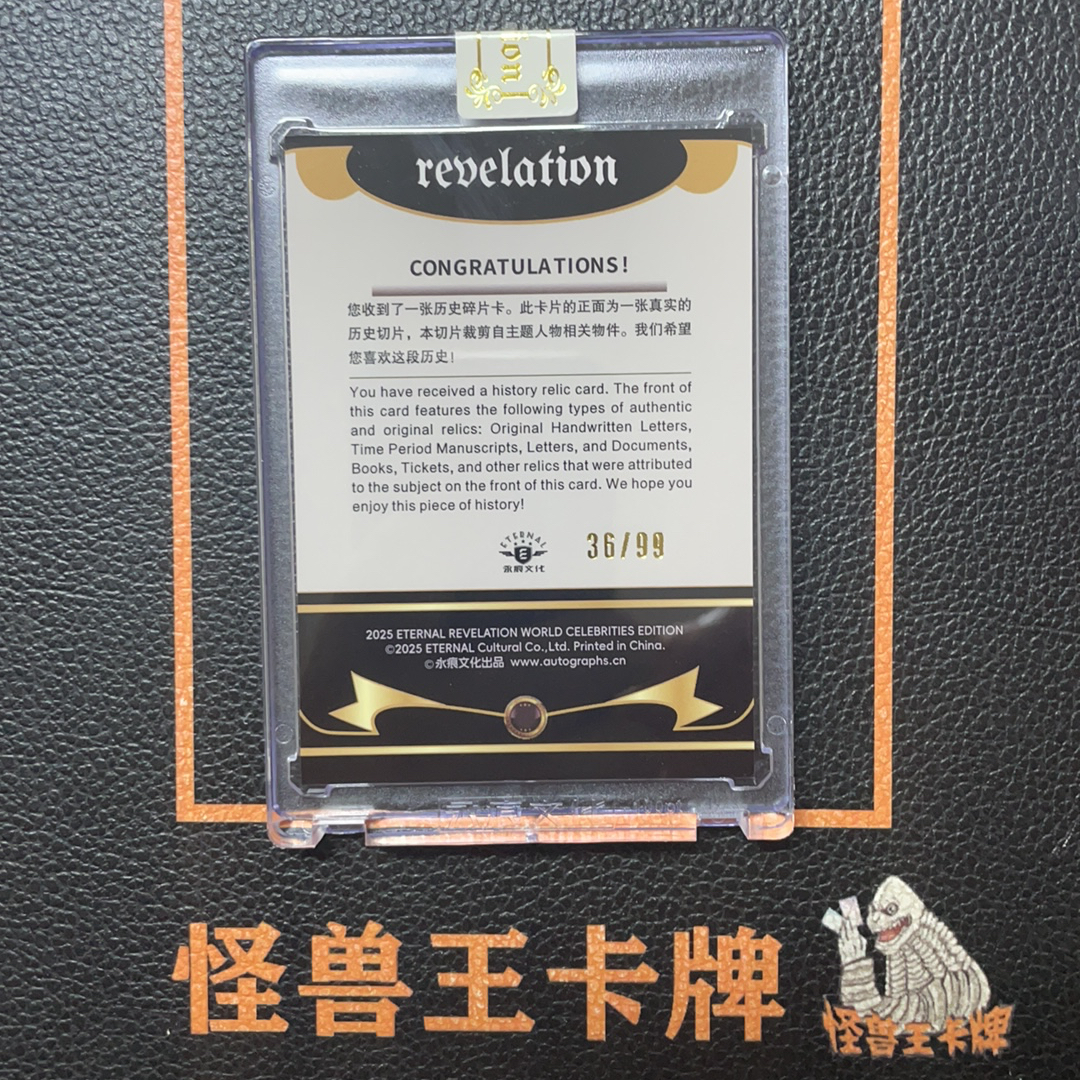 ion
revelation
CONGRATULATIONS!
您收到了一张历史碎片卡。此卡片的正面为一张真实的
历史切片，本切片裁剪自主题人物相关物件。我们希望
您喜欢这段历史！
You have received a history relic card. The front of
this card features the following types of authentic
and original relics: Original Handwritten Letters,
Time Period Manuscripts, Letters, and Documents,
Books, Tickets, and other relics that were attributed
to the subject on the front of this card. We hope you
enjoy this piece of history!
ETERNAL
E
永痕文化
36/99
2025 ETERNAL REVELATION WORLD CELEBRITIES EDITION
©2025 ETERNAL Cultural Co.,Ltd. Printed in China.
©永痕文化出品 www.autographs.cn
怪兽王卡牌
怪兽王卡牌